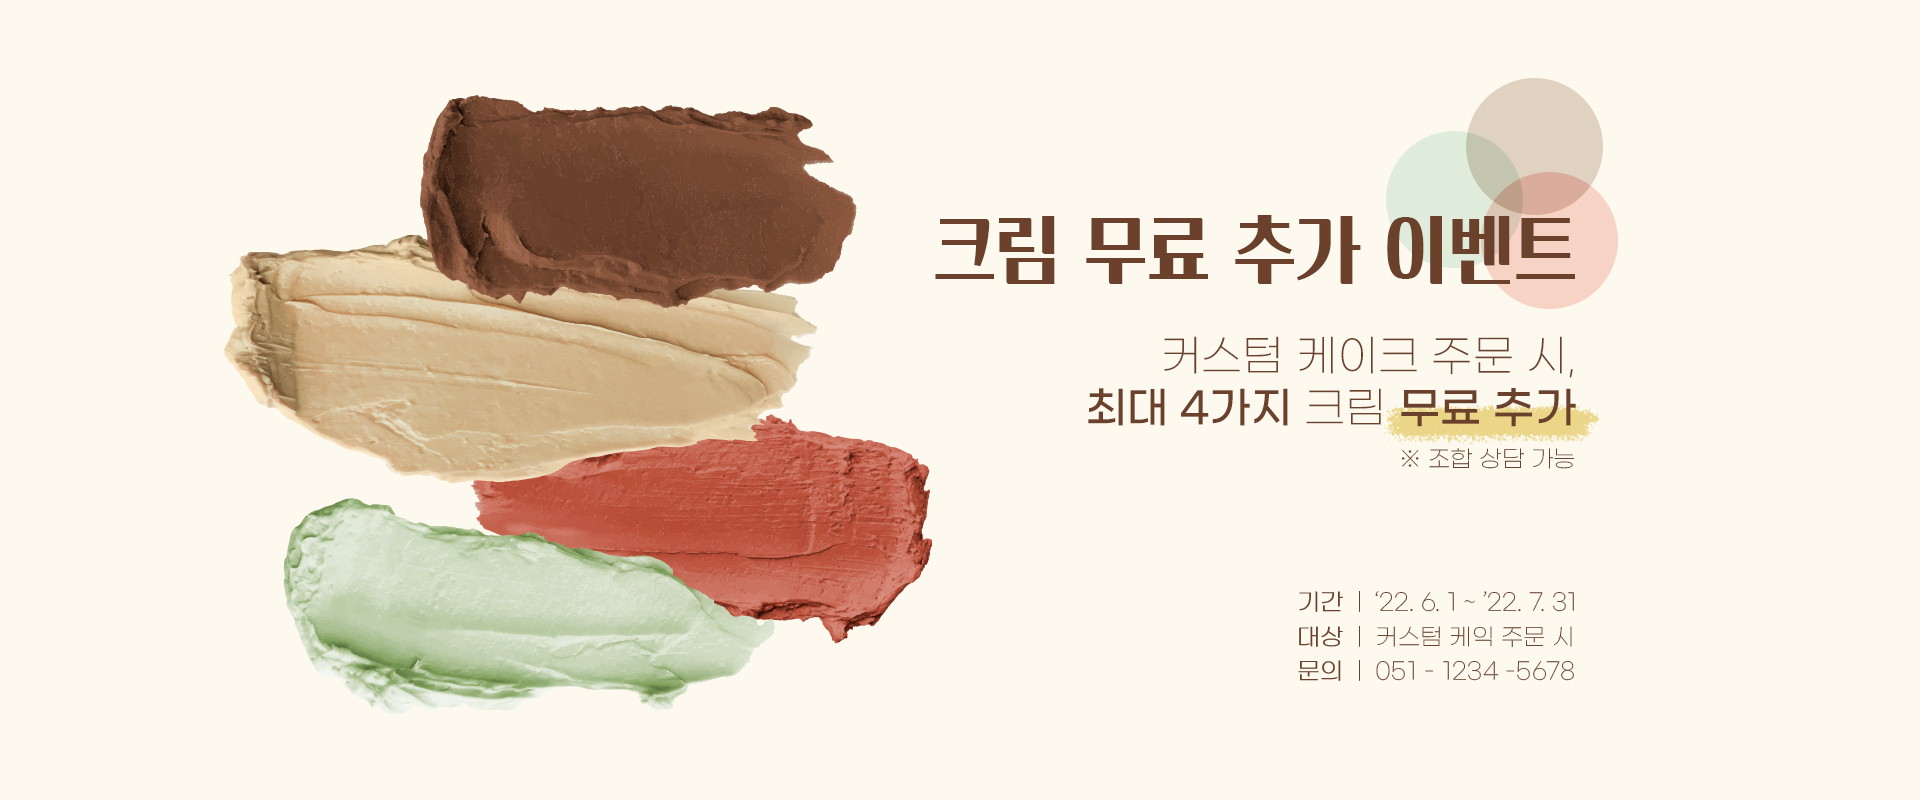 크림 무료 추가 이벤트
커스텀 케이크 주문 시,
최대 4가지 크림 무료 추가
※ 조합 상담 가능
기간 | ‘22. 6. 1 ~ ’22. 7. 31
대상 | 커스텀 케익 주문 시
문의 | 051 - 1234 -5678